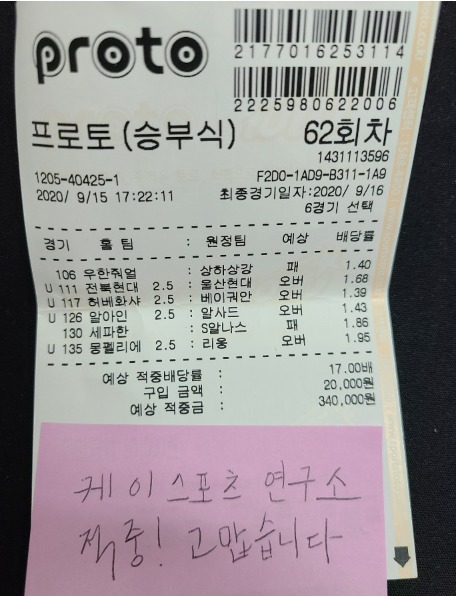 proto
2177016253114
2225980622006
프로토(승부식) 62회차
1431113596
1205-40425-1 F2D0-1AD9-B311-1A9
2020/ 9/15 17:22:11 최종경기일자:2020/ 9/16
6경기 선택
경기 홈 팀 : 원정팀 예상 배당률
106 우한줘얼 : 상하상강 패 1.40
U 111 전북현대 2.5 : 울산현대 오버 1.68
U 117 허베화샤 2.5 : 베이궈안 오버 1.39
U 126 알아인 2.5 : 알사드 오버 1.43
130 세파한 : S알나스 패 1.86
U 135 몽펠리에 2.5 : 리옹 오버 1.95
예상 적중배당률 : 17.00배
구입 금액 : 20,000원
예상 적중금 : 340,000원
케이스포츠 연구소
적중! 고맙습니다